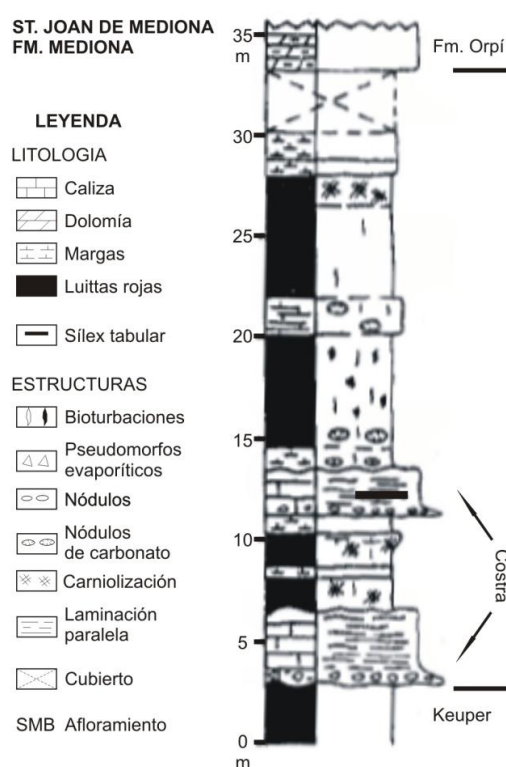 ST. JOAN DE MEDIONA
FM. MEDIONA
LEYENDA
LITOLOGIA
Caliza
Dolomía
Margas
Luittas rojas
Sílex tabular
ESTRUCTURAS
Bioturbaciones
Pseudomorfos
evaporíticos
Nódulos
Nódulos
de carbonato
Carniolización
Laminación
paralela
Cubierto
SMB Afloramiento
35
m
30
25
20
15
10
5
0
m
Fm. Orpí
Costra
Keuper